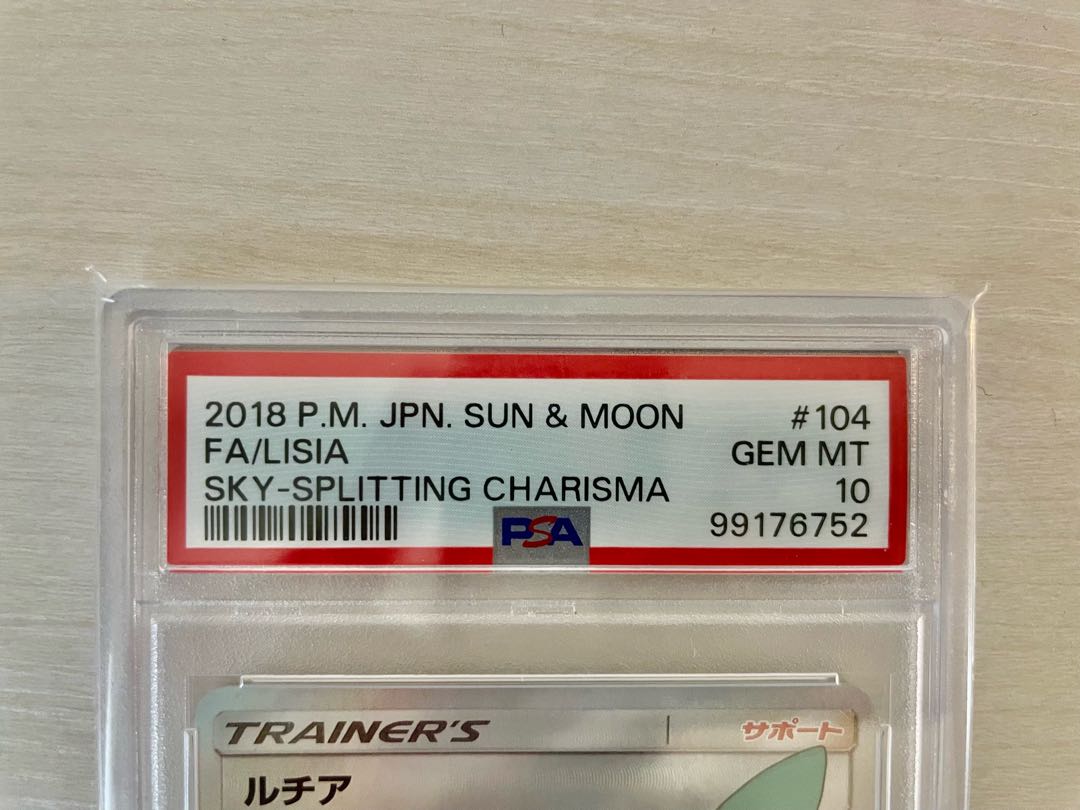 2018 P.M. JPN. SUN & MOON #104
FA/LISIA GEM MT
SKY-SPLITTING CHARISMA 10
PSA 99176752
TRAINER'S サポート
ルチア